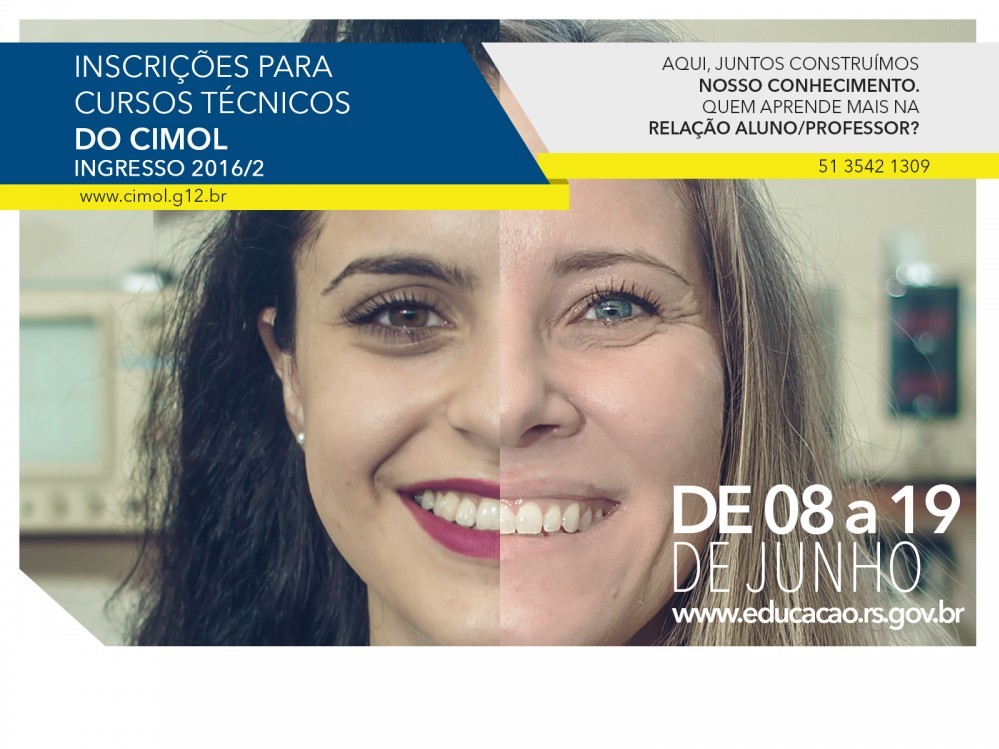 INSCRIÇÕES PARA
CURSOS TÉCNICOS
DO CIMOL
INGRESSO 2016/2
www.cimol.g12.br
AQUI, JUNTOS CONSTRUÍMOS
NOSSO CONHECIMENTO.
QUEM APRENDE MAIS NA
RELAÇÃO ALUNO/PROFESSOR?
51 3542 1309
DE 08 a 19
DE JUNHO
www.educacao.rs.gov.br